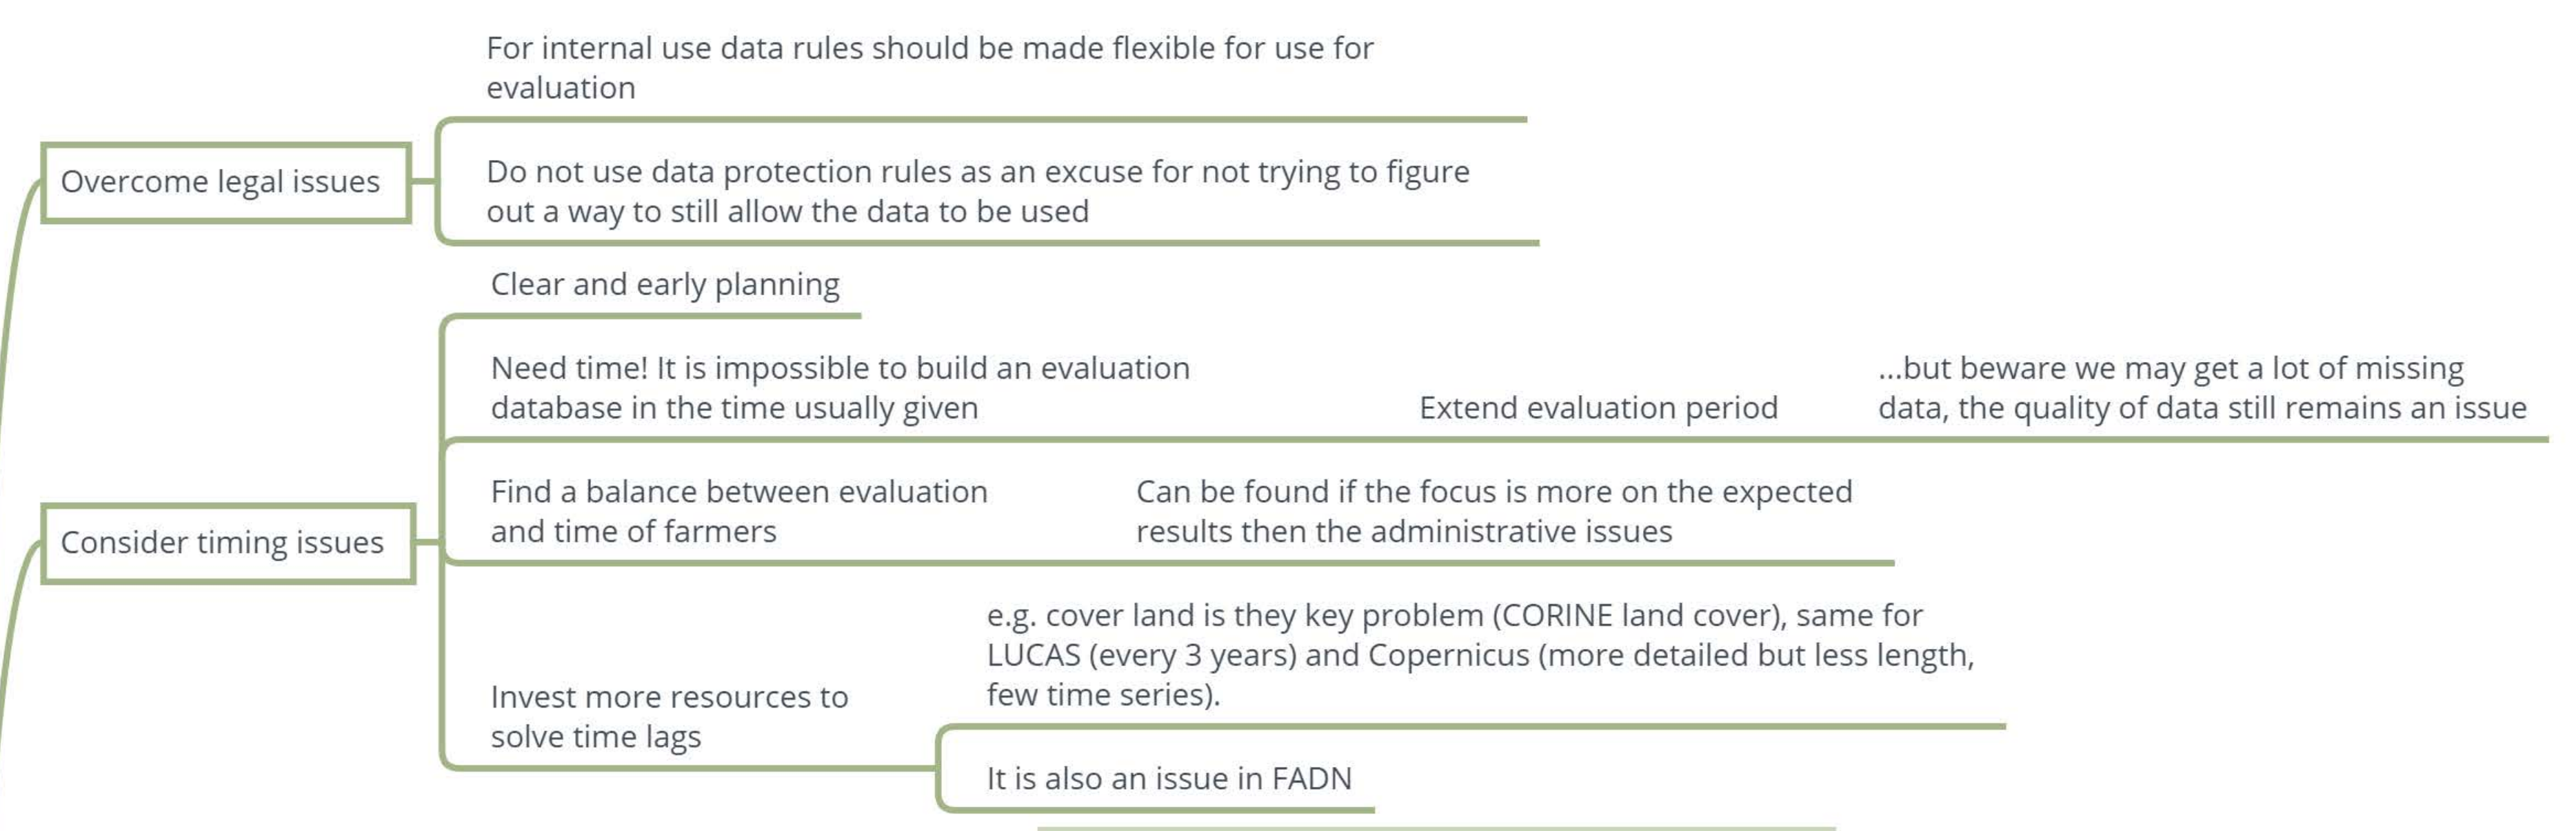 For internal use data rules should be made flexible for use for
evaluation
Overcome legal issues
Do not use data protection rules as an excuse for not trying to figure
out a way to still allow the data to be used
Clear and early planning
Need time! It is impossible to build an evaluation
database in the time usually given
Extend evaluation period
...but beware we may get a lot of missing
data, the quality of data still remains an issue
Consider timing issues
Find a balance between evaluation
and time of farmers
Can be found if the focus is more on the expected
results then the administrative issues
Invest more resources to
solve time lags
e.g. cover land is they key problem (CORINE land cover), same for
LUCAS (every 3 years) and Copernicus (more detailed but less length,
few time series).
It is also an issue in FADN